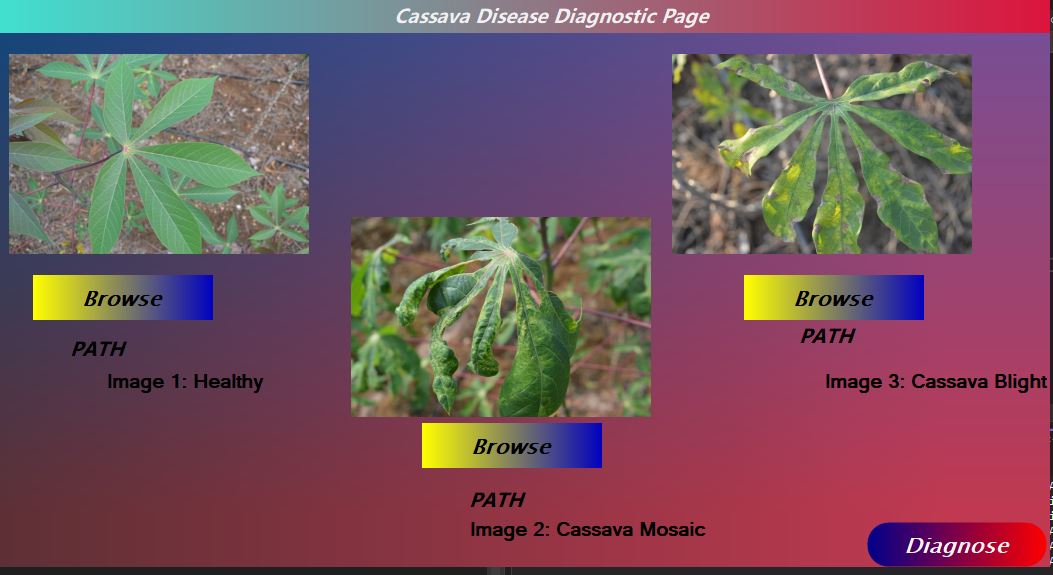 Cassava Disease Diagnostic Page
Browse
PATH
Image 1: Healthy
Browse
PATH
Image 2: Cassava Mosaic
Browse
PATH
Image 3: Cassava Blight
Diagnose